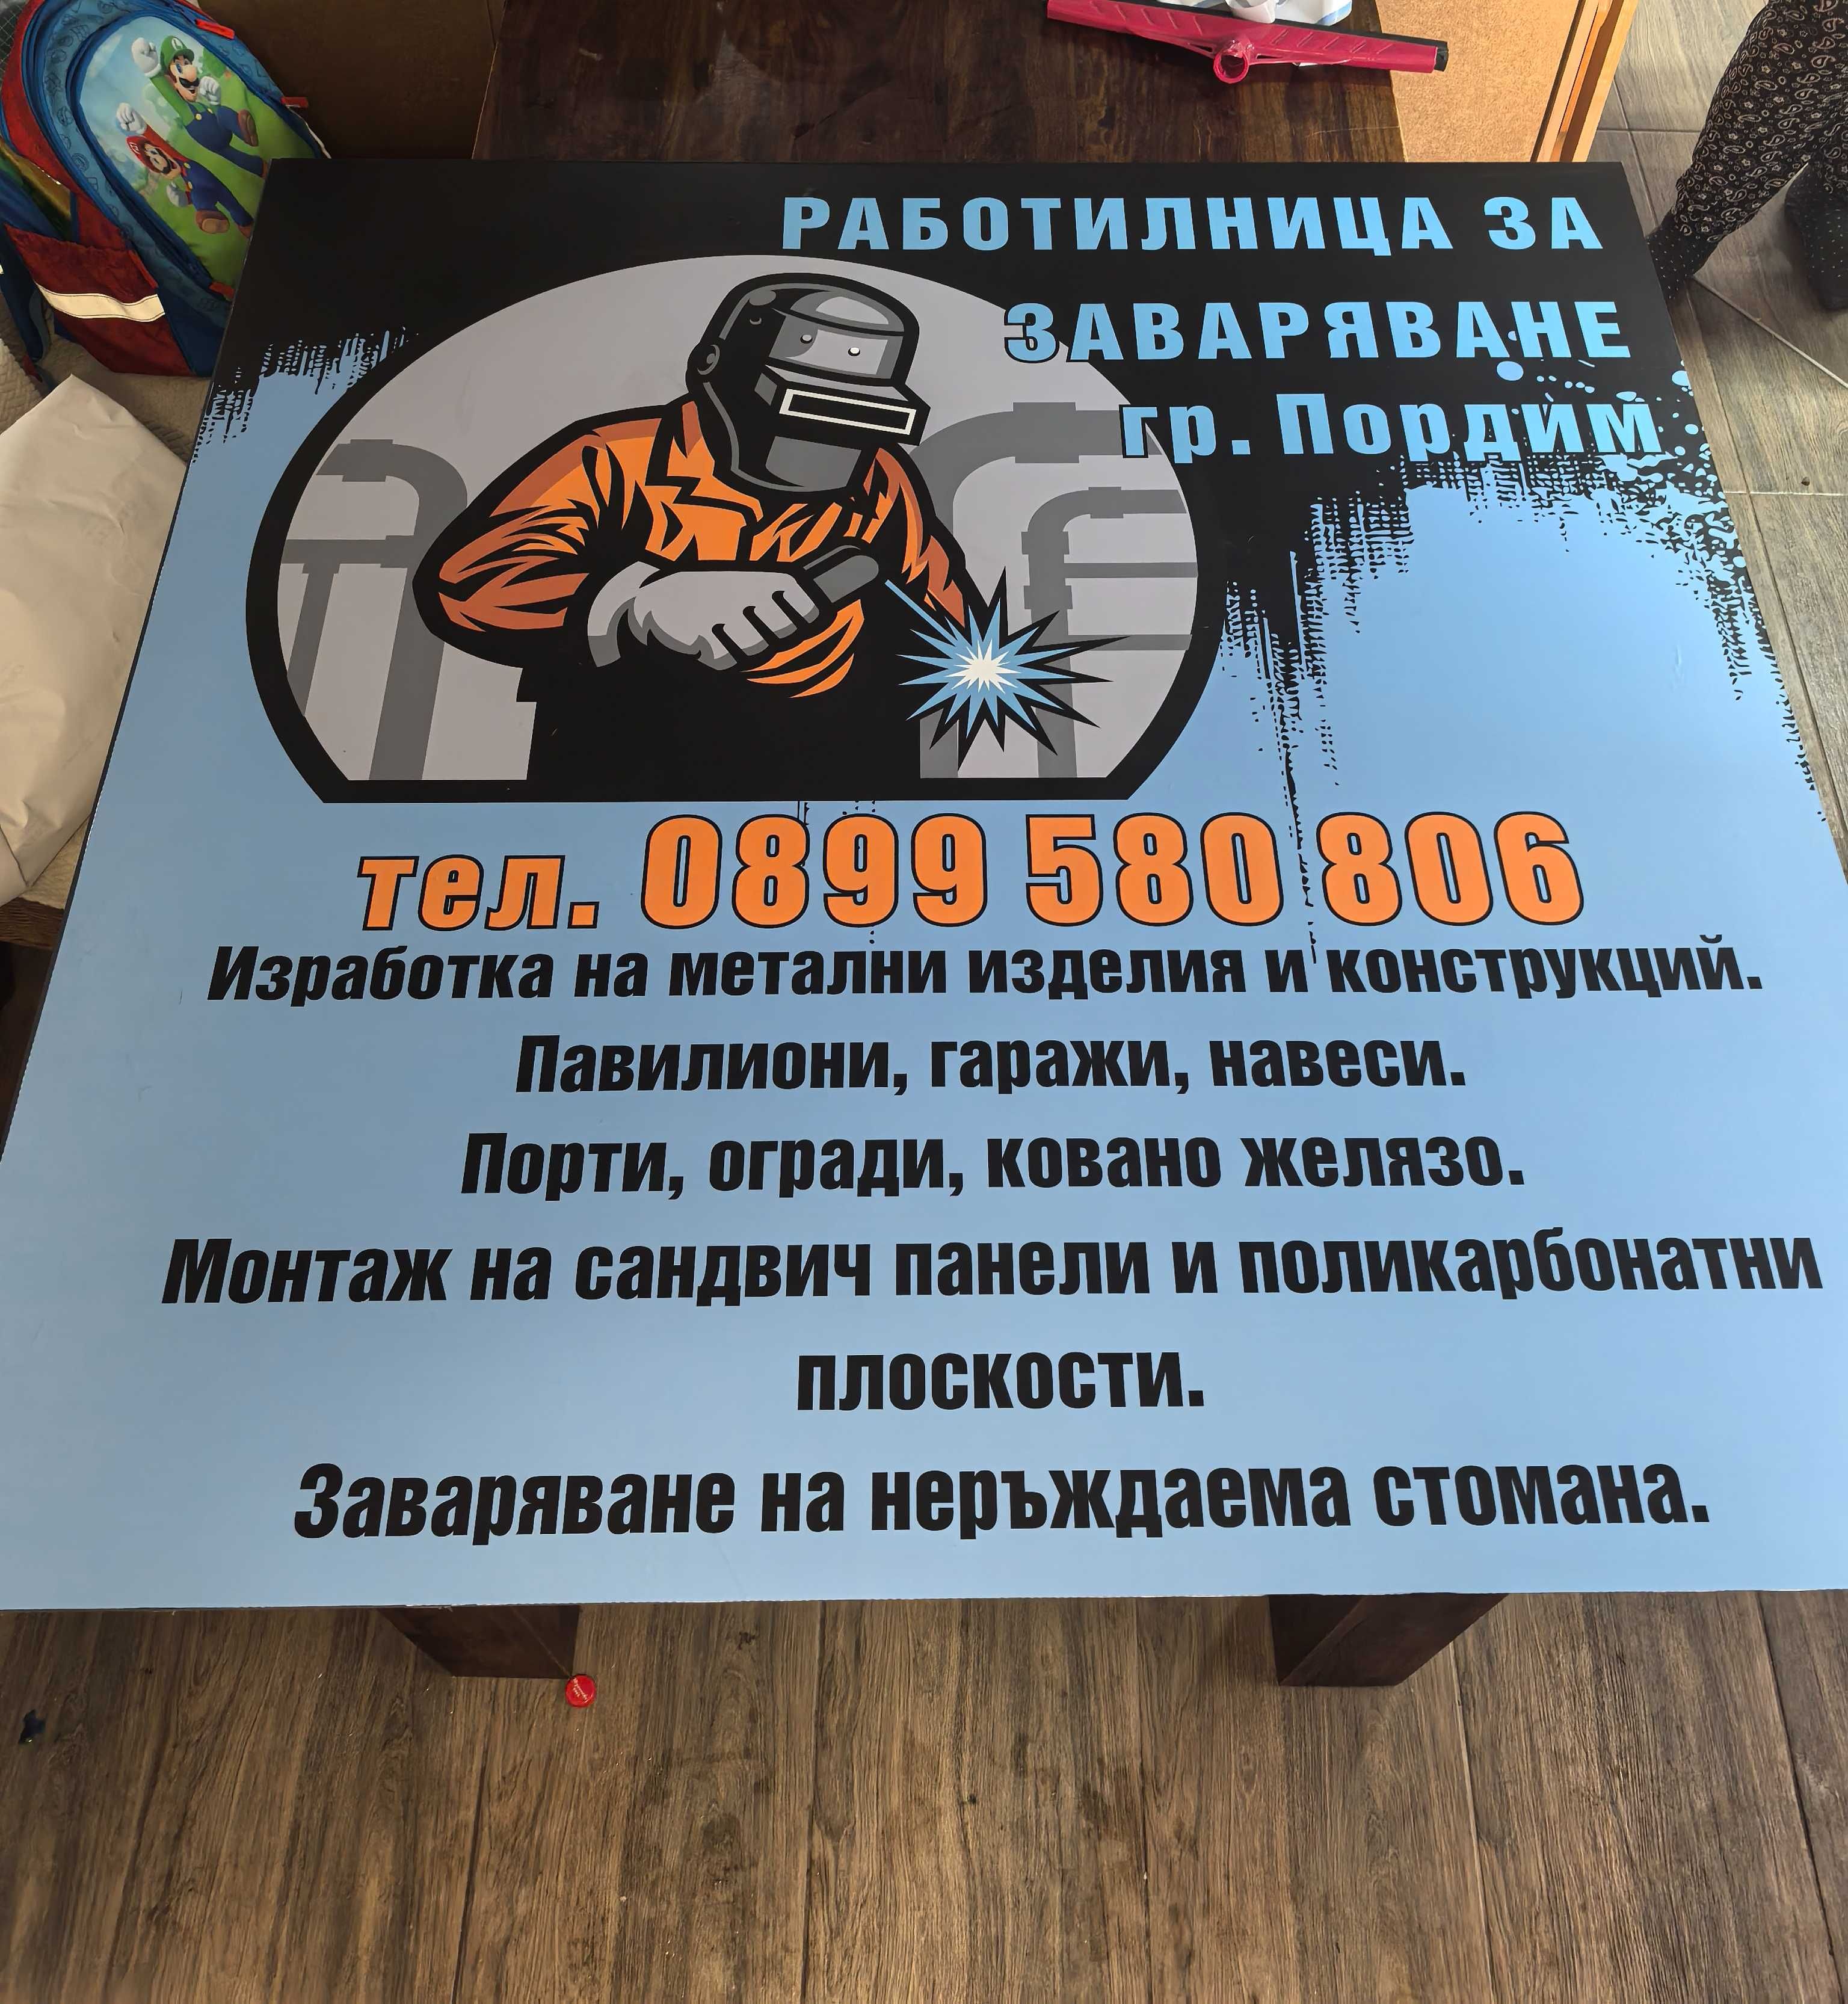 РАБОТИЛНИЦА ЗА
ЗАВАРЯВАНЕ
гр. Пордим
тел. 0899 580 806
Изработка на метални изделия и конструкций.
Павилиони, гаражи, навеси.
Порти, огради, ковано желязо.
Монтаж на сандвич панели и поликарбонатни
плоскости.
Заваряване на неръждаема стомана.